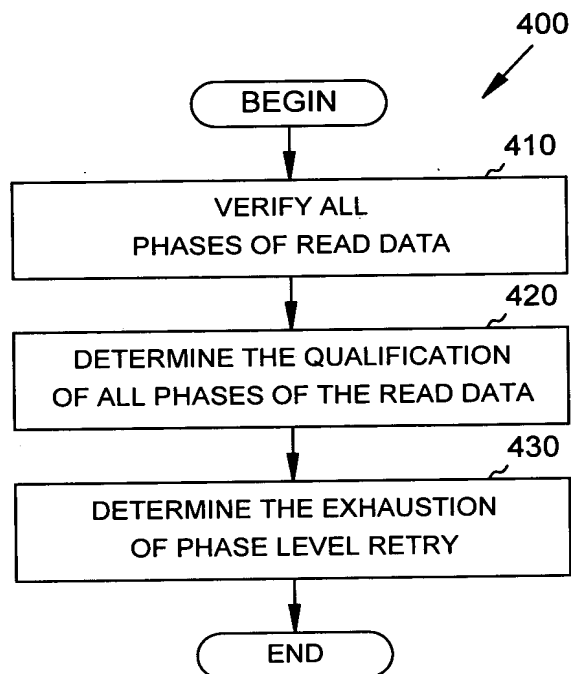 400
BEGIN
410
VERIFY ALL
PHASES OF READ DATA
420
DETERMINE THE QUALIFICATION
OF ALL PHASES OF THE READ DATA
430
DETERMINE THE EXHAUSTION
OF PHASE LEVEL RETRY
END